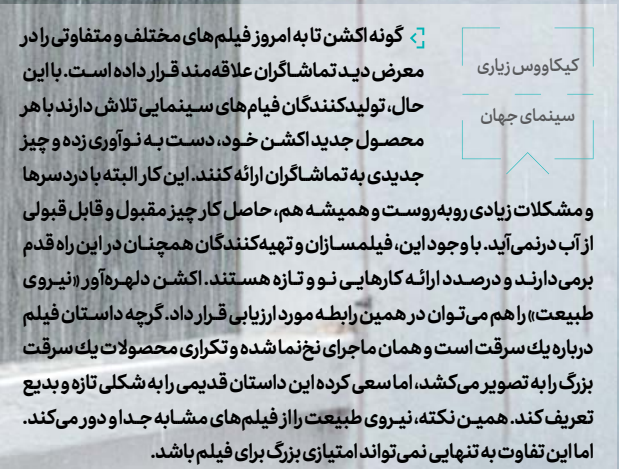 کیکاووس زیاری
سینمای جهان
گونه اکشن تا به امروز فیلم‌های مختلف و متفاوتی را در
معرض دید تماشاگران علاقه‌مند قرار داده است. با این
حال، تولیدکنندگان فیام‌های سینمایی تلاش دارند با هر
محصول جدید اکشن خود، دست به نوآوری زده و چیز
جدیدی به تماشاگران ارائه کنند. این کار البته با دردسرها
و مشکلات زیادی روبه‌روست و همیشه هم، حاصل کار چیز مقبول و قابل قبولی
از آب درنمی‌آید. با وجود این، فیلمسازان و تهیه‌کنندگان همچنان در این راه قدم
برمی‌دارند و درصدد ارائه کارهایی نو و تازه هستند. اکشن دلهره‌آور «نیروی
طبیعت» را هم می‌توان در همین رابطه مورد ارزیابی قرار داد. گرچه داستان فیلم
درباره یك سرقت است و همان ماجرای نخ‌نما شده و تکراری محصولات یك سرقت
بزرگ را به تصویر می‌کشد، اما سعی کرده این داستان قدیمی را به شکلی تازه و بدیع
تعریف کند. همین نکته، نیروی طبیعت را از فیلم‌های مشابه جدا و دور می‌کند.
اما این تفاوت به تنهایی نمی‌تواند امتیازی بزرگ برای فیلم باشد.